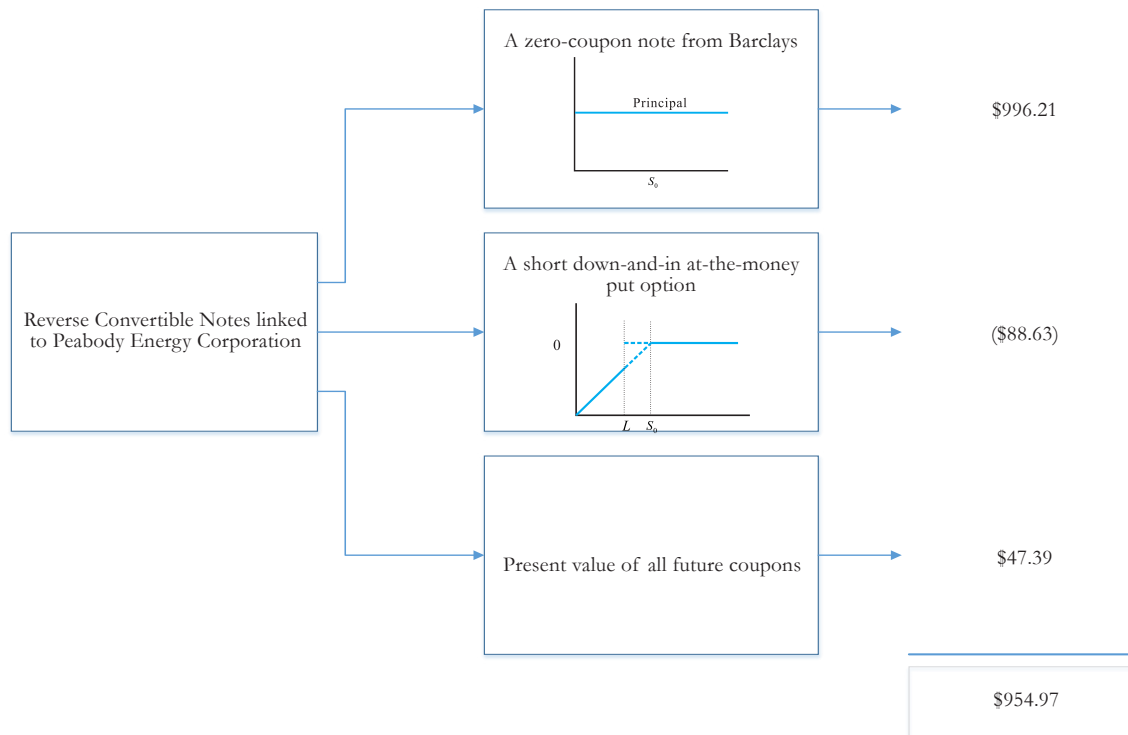 A zero-coupon note from Barclays
Principal
S₀
$996.21
Reverse Convertible Notes linked
to Peabody Energy Corporation
A short down-and-in at-the-money
put option
0
L S₀
($88.63)
Present value of all future coupons
$47.39
$954.97